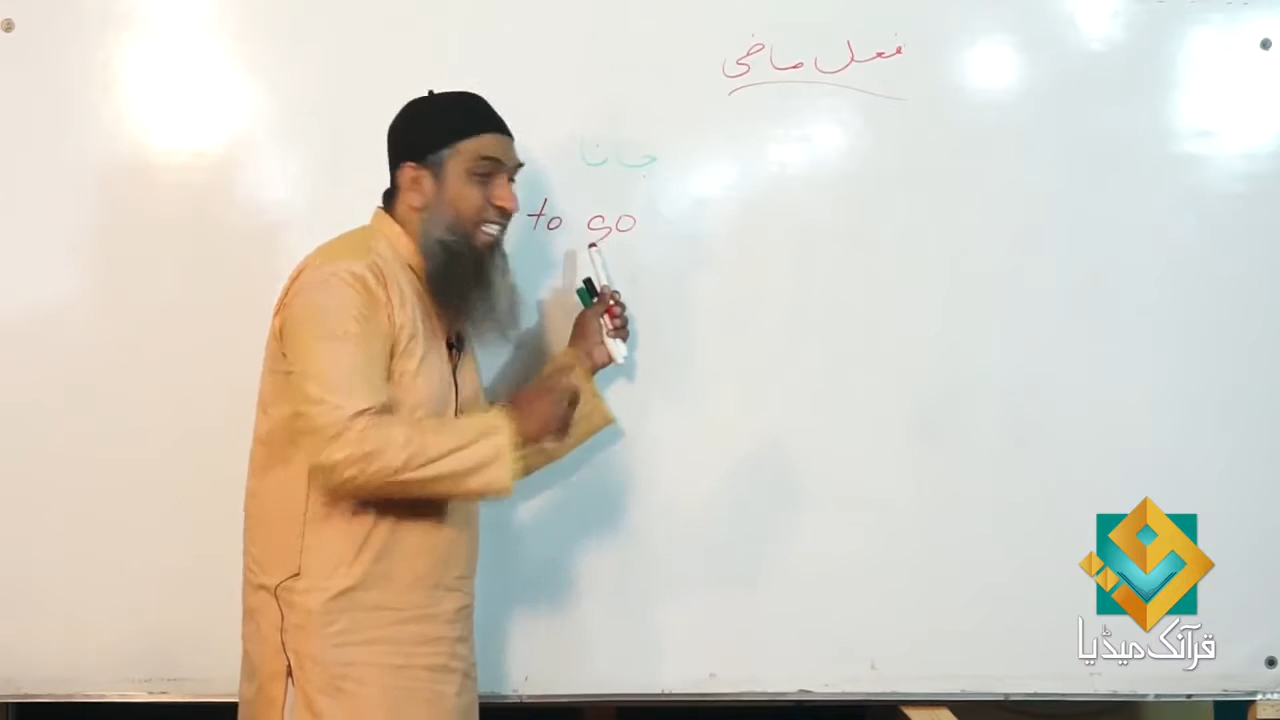 فعل ماضی
جانا
to go
قرآنک میڈیا